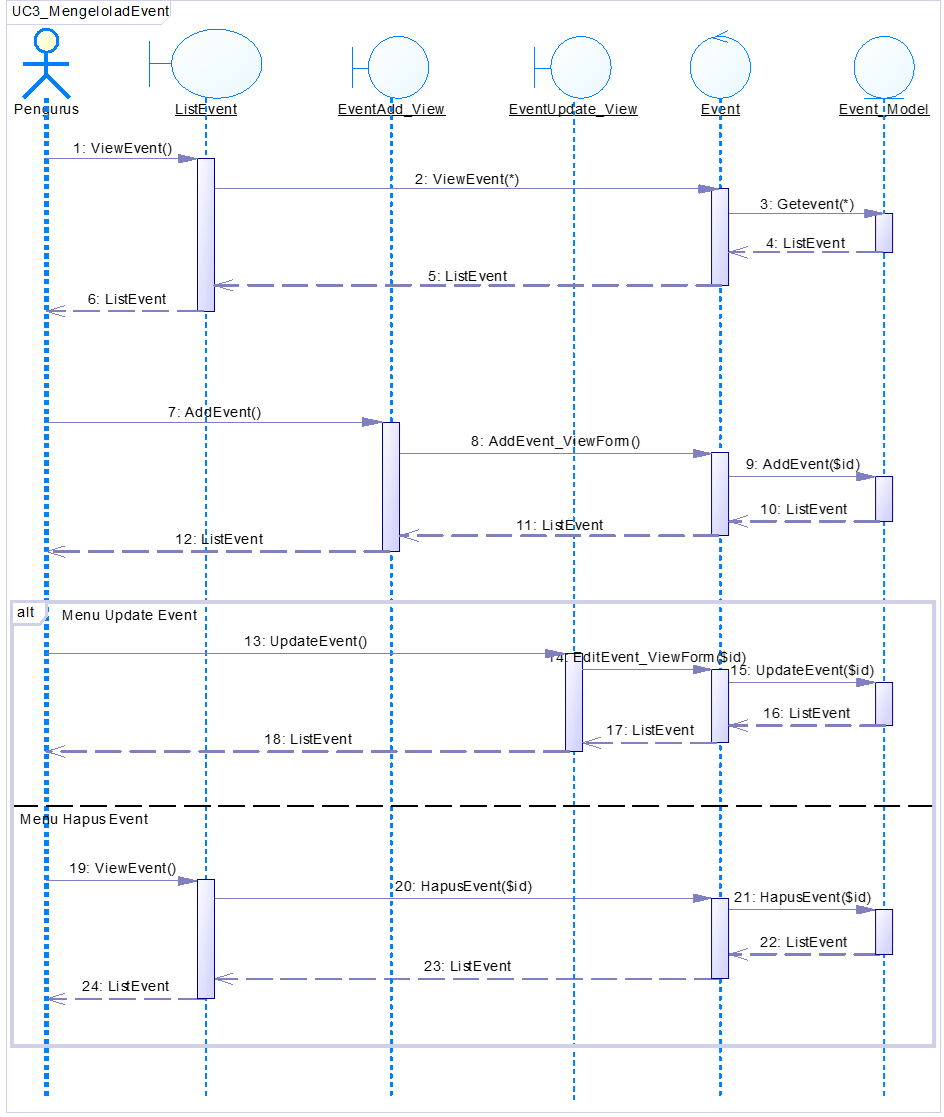 UC3_MengeloladEvent
Pengurus
ListEvent
EventAdd_View
EventUpdate_View
Event
Event_Model
1: ViewEvent()
2: ViewEvent(*)
3: Getevent(*)
4: ListEvent
5: ListEvent
6: ListEvent
7: AddEvent()
8: AddEvent_ViewForm()
9: AddEvent($id)
10: ListEvent
11: ListEvent
12: ListEvent
alt
Menu Update Event
13: UpdateEvent()
14: EditEvent_ViewForm($id)
15: UpdateEvent($id)
16: ListEvent
17: ListEvent
18: ListEvent
Menu Hapus Event
19: ViewEvent()
20: HapusEvent($id)
21: HapusEvent($id)
22: ListEvent
23: ListEvent
24: ListEvent